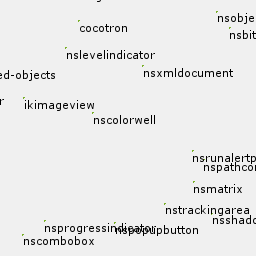 nsobje
cocotron
nsbit
nslevelindicator
nsxmldocument
ed-objects
r
ikimageview
nscolorwell
nsrunalertp
nspathcon
nsmatrix
nstrackingarea
nsshado
nsprogressindicator
nspopupbutton
nscombobox